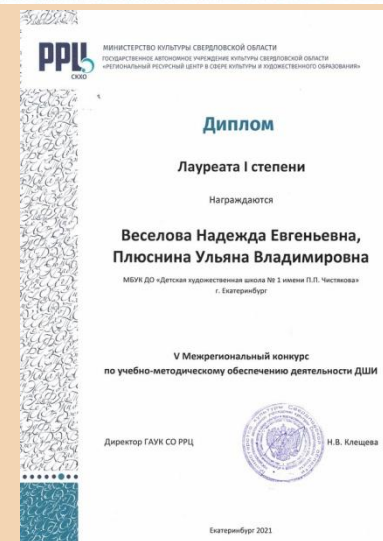 РРЦ
СКХО
МИНИСТЕРСТВО КУЛЬТУРЫ СВЕРДЛОВСКОЙ ОБЛАСТИ
ГОСУДАРСТВЕННОЕ АВТОНОМНОЕ УЧРЕЖДЕНИЕ КУЛЬТУРЫ СВЕРДЛОВСКОЙ ОБЛАСТИ
«РЕГИОНАЛЬНЫЙ РЕСУРСНЫЙ ЦЕНТР В СФЕРЕ КУЛЬТУРЫ И ХУДОЖЕСТВЕННОГО ОБРАЗОВАНИЯ»
Диплом
Лауреата I степени
Награждаются
Веселова Надежда Евгеньевна,
Плюснина Ульяна Владимировна
МБУК ДО «Детская художественная школа № 1 имени П.П. Чистякова»
г. Екатеринбург
V Межрегиональный конкурс
по учебно-методическому обеспечению деятельности ДШИ
Директор ГАУК СО РРЦ
Н.В. Клещева
Екатеринбург 2021